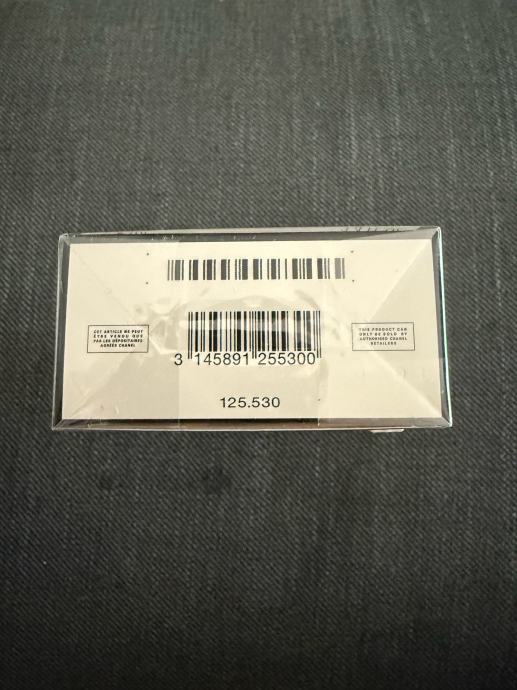 CET ARTICLE NE PEUT
ÊTRE VENDU QUE
PAR LES DÉPOSITAIRES
AGRÉÉS CHANEL
THIS PRODUCT CAN
ONLY BE SOLD BY
AUTHORISED CHANEL
RETAILERS
3 145891 255300
125.530